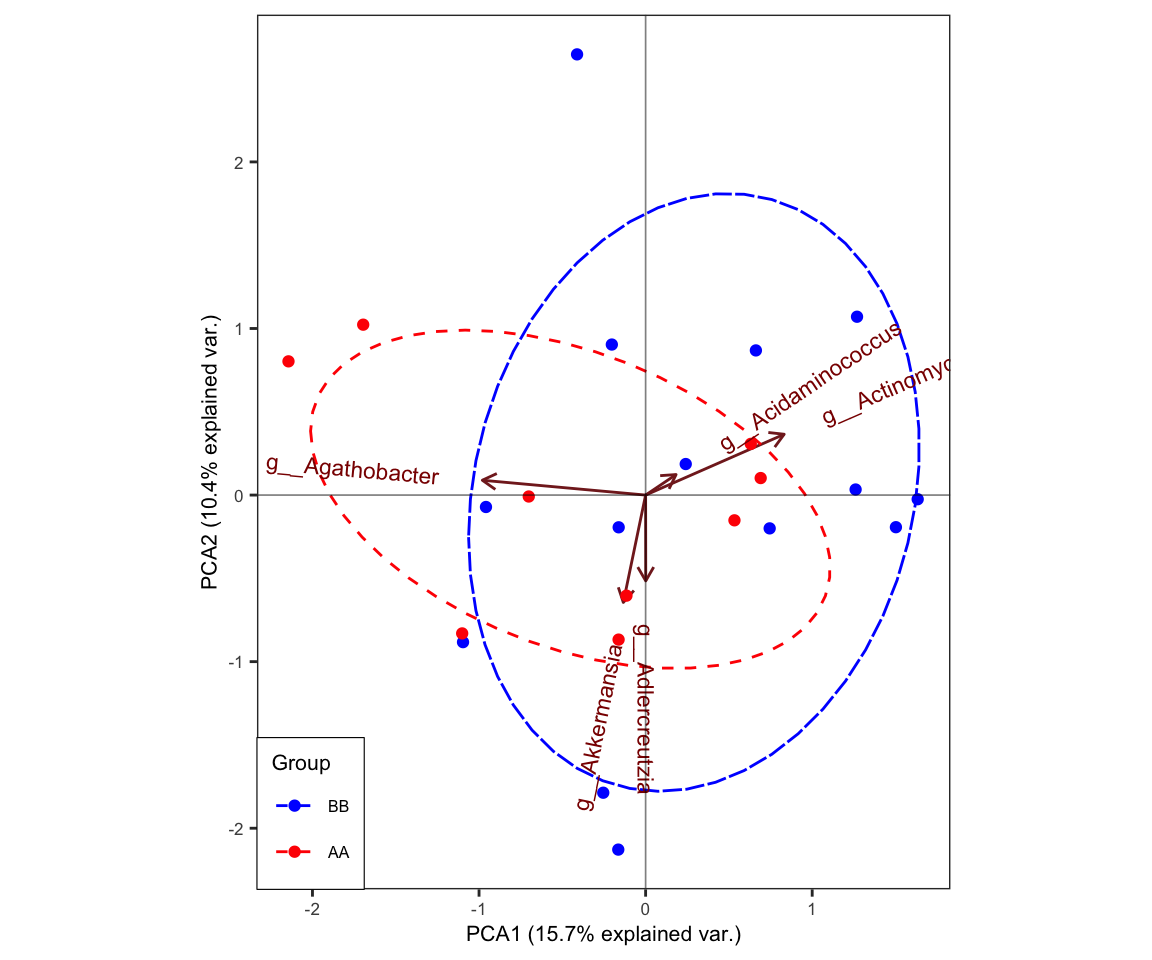 2
1
0
-1
-2
PCA2 (10.4% explained var.)
g__Acidaminococcus
g__Actinomyc
g__Agathobacter
g__Akkermansia
g__Adlercreutzia
Group
BB
AA
-2
-1
0
1
PCA1 (15.7% explained var.)